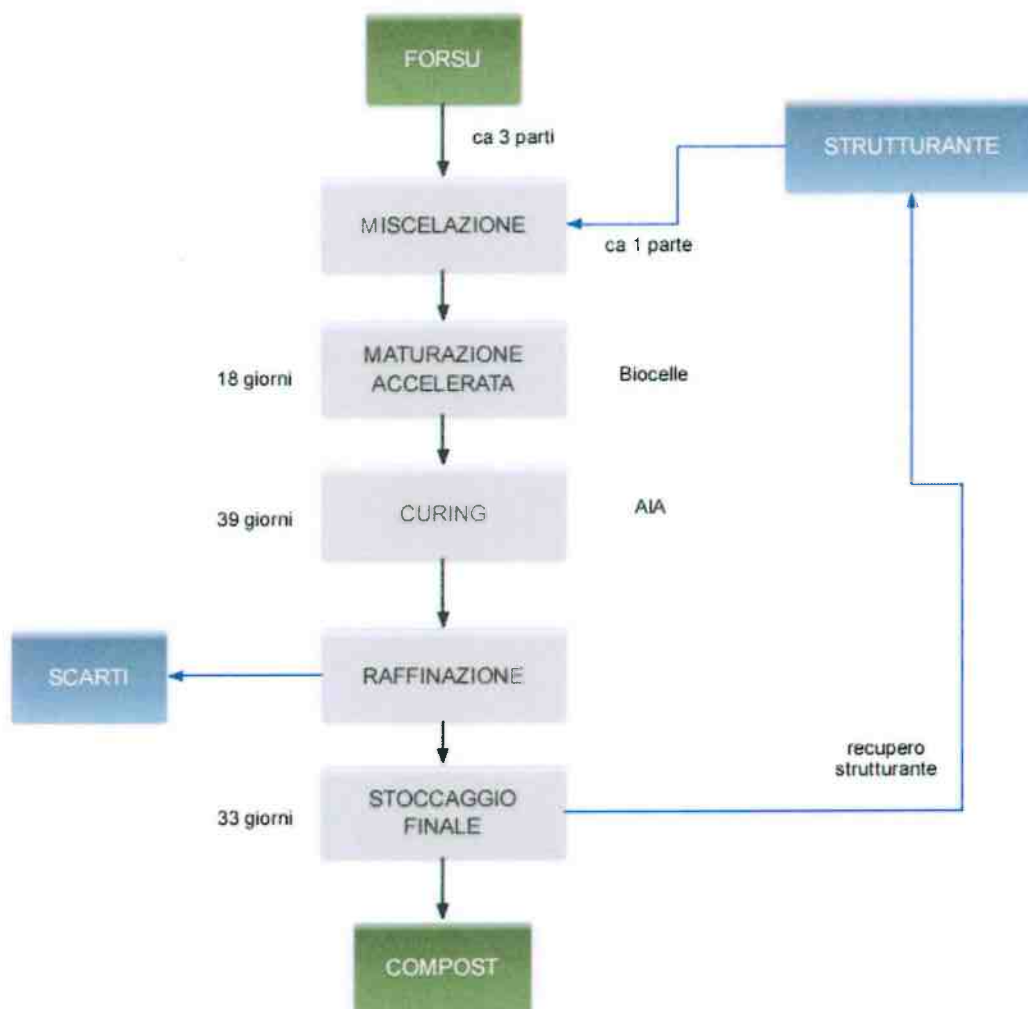 FORSU
ca 3 parti
STRUTTURANTE
MISCELAZIONE
ca 1 parte
MATURAZIONE
ACCELERATA
18 giorni
Biocelle
CURING
39 giorni
AIA
SCARTI
RAFFINAZIONE
recupero
strutturante
STOCCAGGIO
FINALE
33 giorni
COMPOST